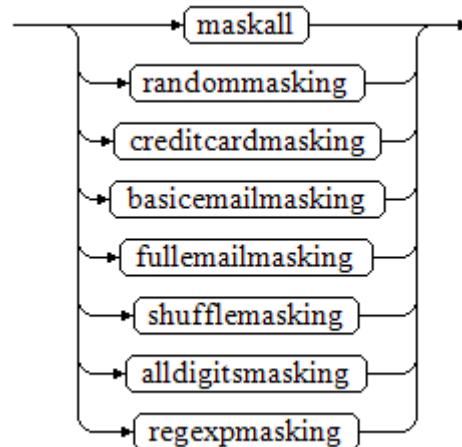 maskall
randommasking
creditcardmasking
basicemailmasking
fullemailmasking
shufflemasking
alldigitsmasking
regexpmasking